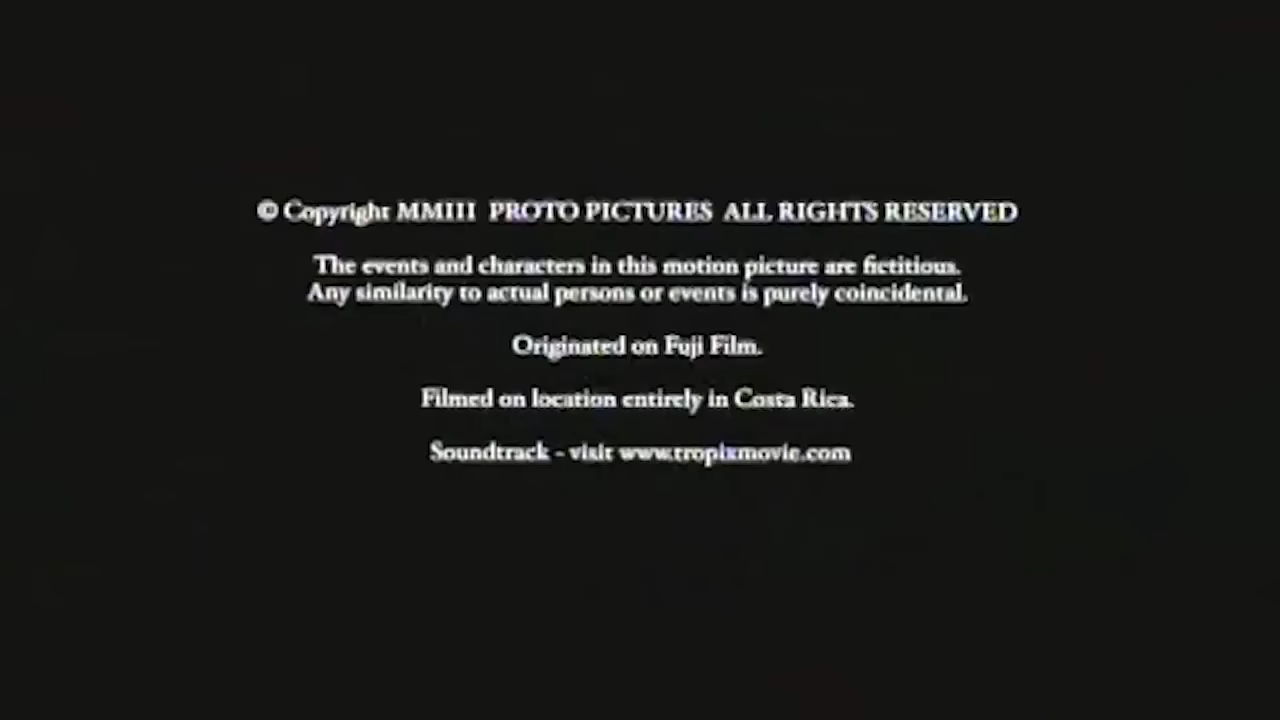 © Copyright MMIII PROTO PICTURES ALL RIGHTS RESERVED
The events and characters in this motion picture are fictitious.
Any similarity to actual persons or events is purely coincidental.
Originated on Fuji Film.
Filmed on location entirely in Costa Rica.
Soundtrack - visit www.tropixmovie.com